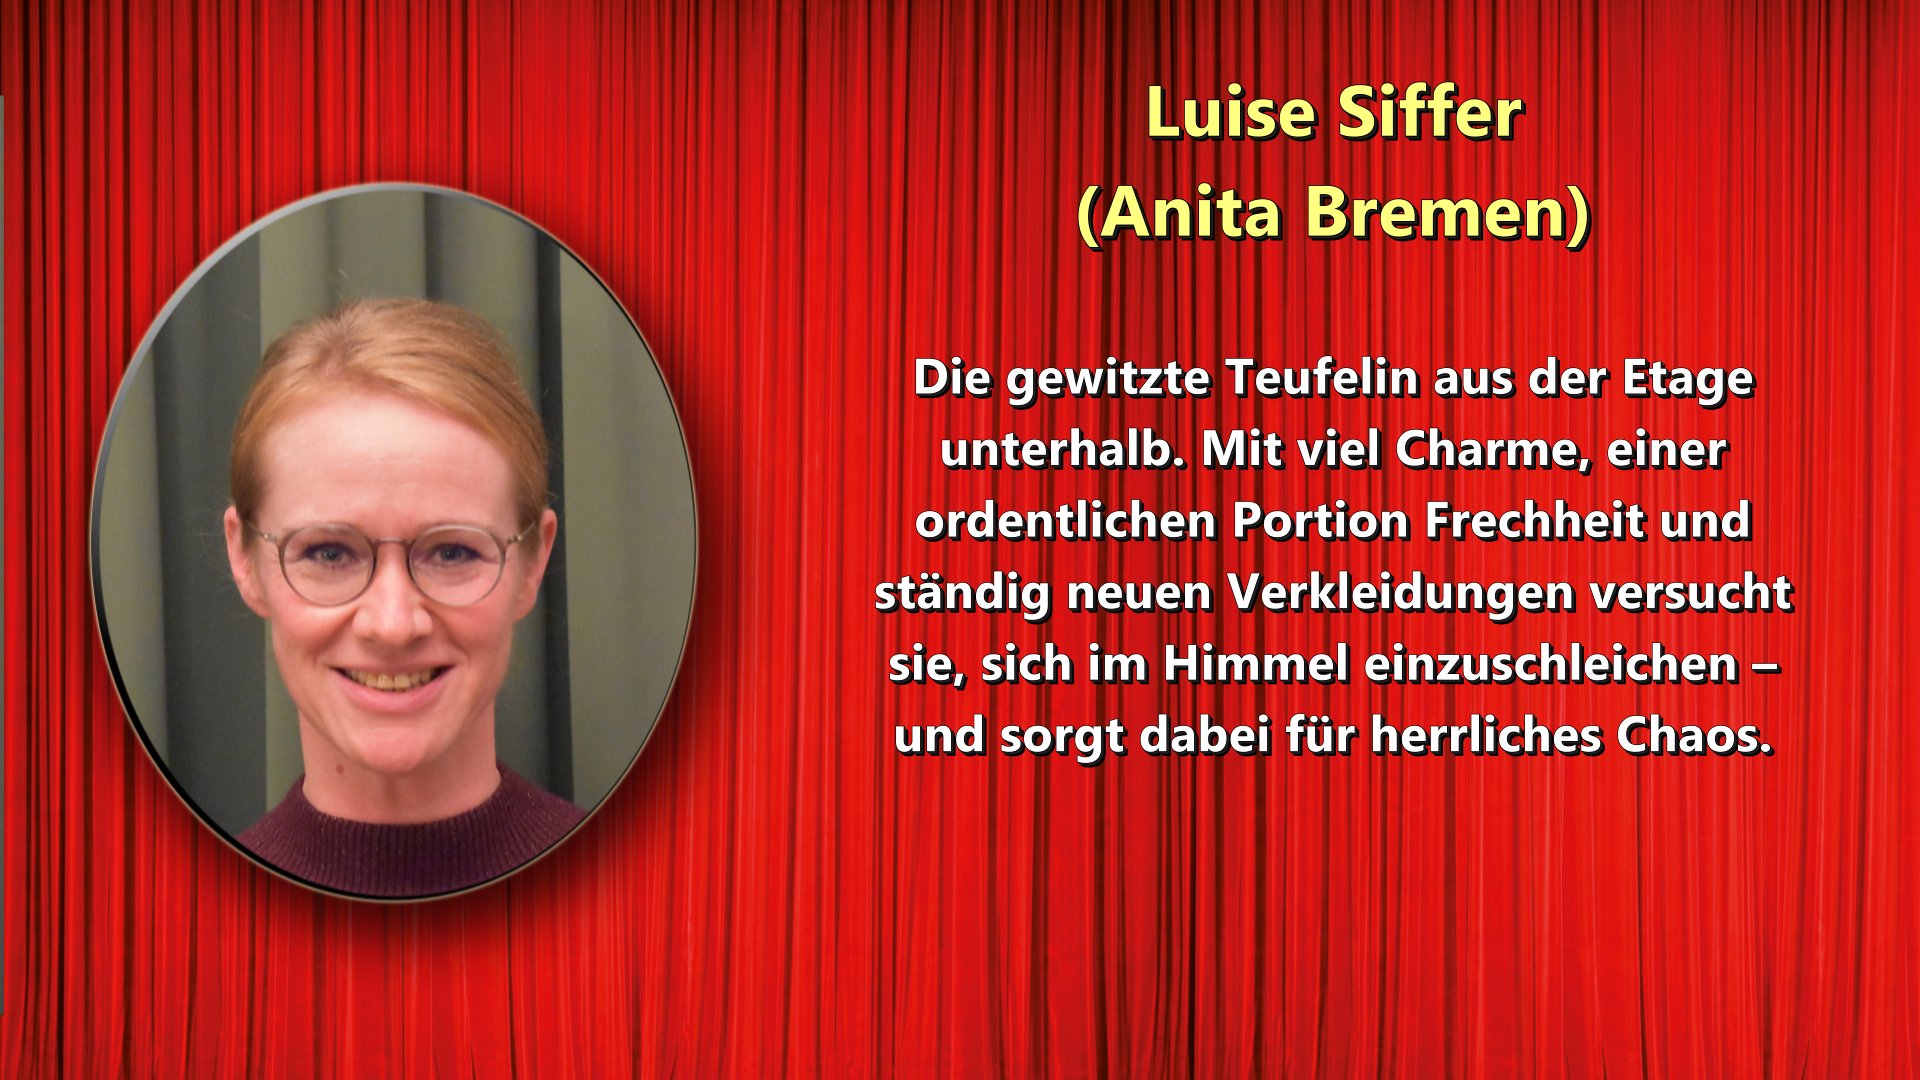 Luise Siffer
(Anita Bremen)
Die gewitzte Teufelin aus der Etage
unterhalb. Mit viel Charme, einer
ordentlichen Portion Frechheit und
ständig neuen Verkleidungen versucht
sie, sich im Himmel einzuschleichen –
und sorgt dabei für herrliches Chaos.